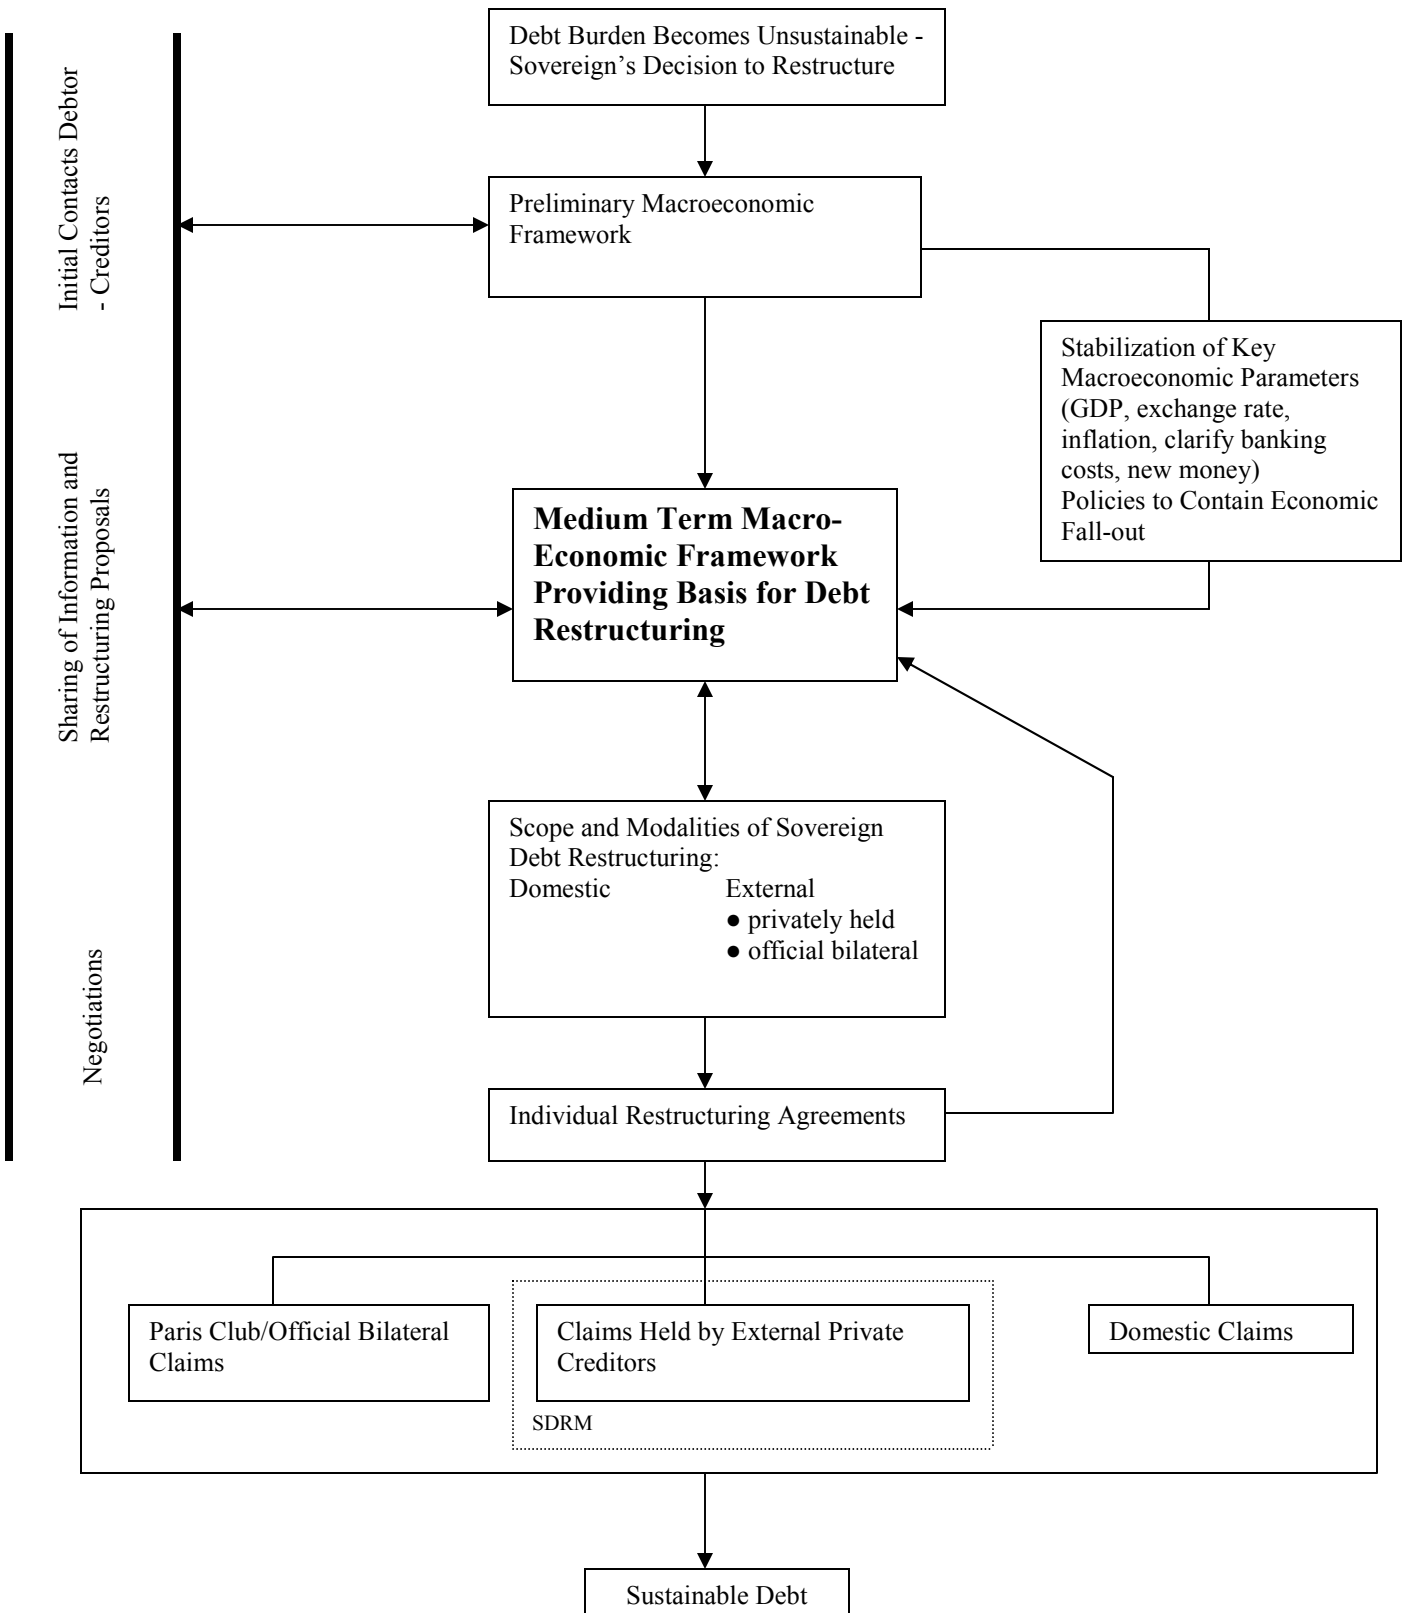 Debt Burden Becomes Unsustainable -
Sovereign's Decision to Restructure
Initial Contacts Debtor
- Creditors
Preliminary Macroeconomic
Framework
Stabilization of Key
Macroeconomic Parameters
(GDP, exchange rate,
inflation, clarify banking
costs, new money)
Policies to Contain Economic
Fall-out
Sharing of Information and
Restructuring Proposals
Medium Term Macro-
Economic Framework
Providing Basis for Debt
Restructuring
Scope and Modalities of Sovereign
Debt Restructuring:
Domestic External
● privately held
● official bilateral
Negotiations
Individual Restructuring Agreements
Paris Club/Official Bilateral
Claims
Claims Held by External Private
Creditors
SDRM
Domestic Claims
Sustainable Debt